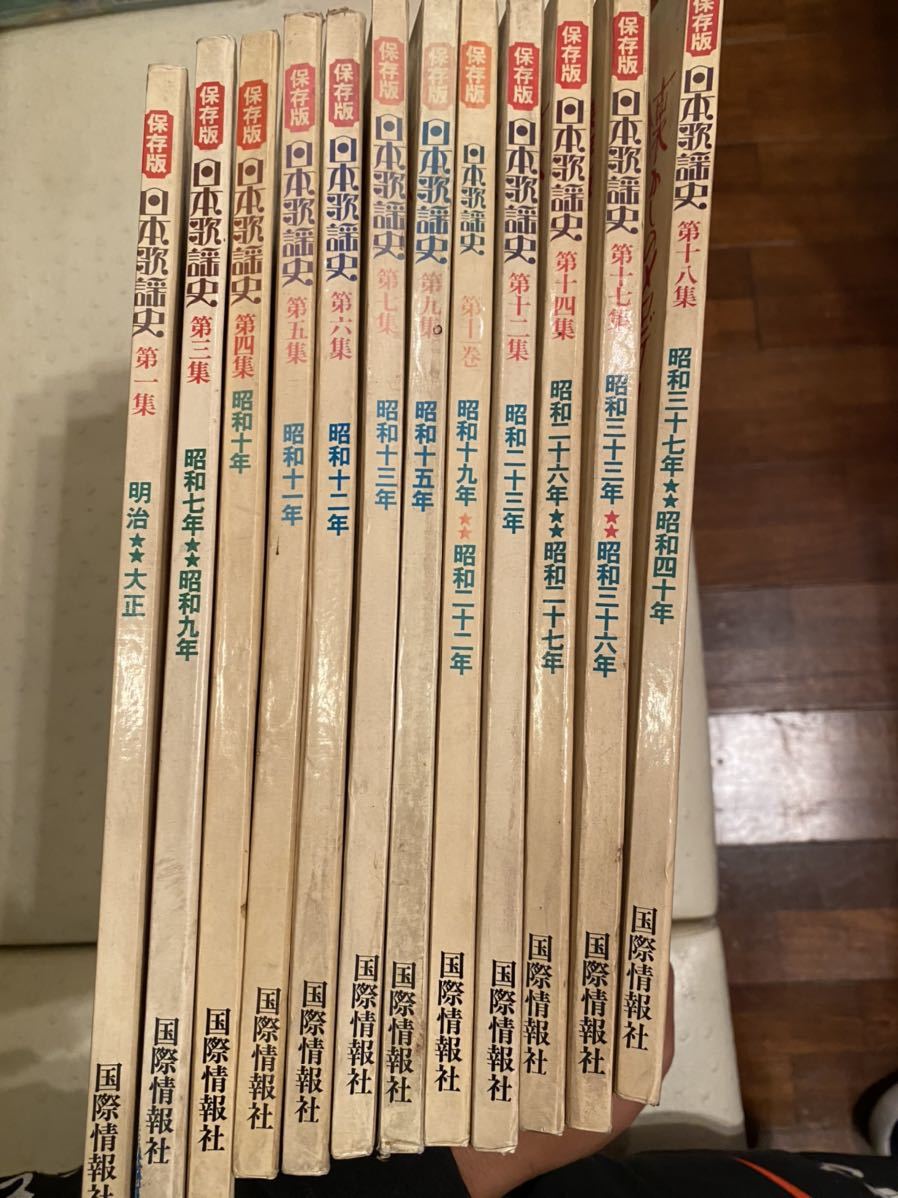 保存版 日本歌謡史 第一集 明治★★大正 国際情報社
保存版 日本歌謡史 第三集 昭和七年★★昭和九年 国際情報社
保存版 日本歌謡史 第四集 昭和十年 国際情報社
保存版 日本歌謡史 第五集 昭和十一年 国際情報社
保存版 日本歌謡史 第六集 昭和十二年 国際情報社
保存版 日本歌謡史 第七集 昭和十三年 国際情報社
保存版 日本歌謡史 第九集 昭和十五年 国際情報社
保存版 日本歌謡史 第十一巻 昭和十九年★★昭和二十二年 国際情報社
保存版 日本歌謡史 第十二集 昭和二十三年 国際情報社
保存版 日本歌謡史 第十四集 昭和二十六年★★昭和二十七年 国際情報社
保存版 日本歌謡史 第十七集 昭和三十三年★★昭和三十六年 国際情報社
保存版 日本歌謡史 第十八集 昭和三十七年★★昭和四十年 国際情報社